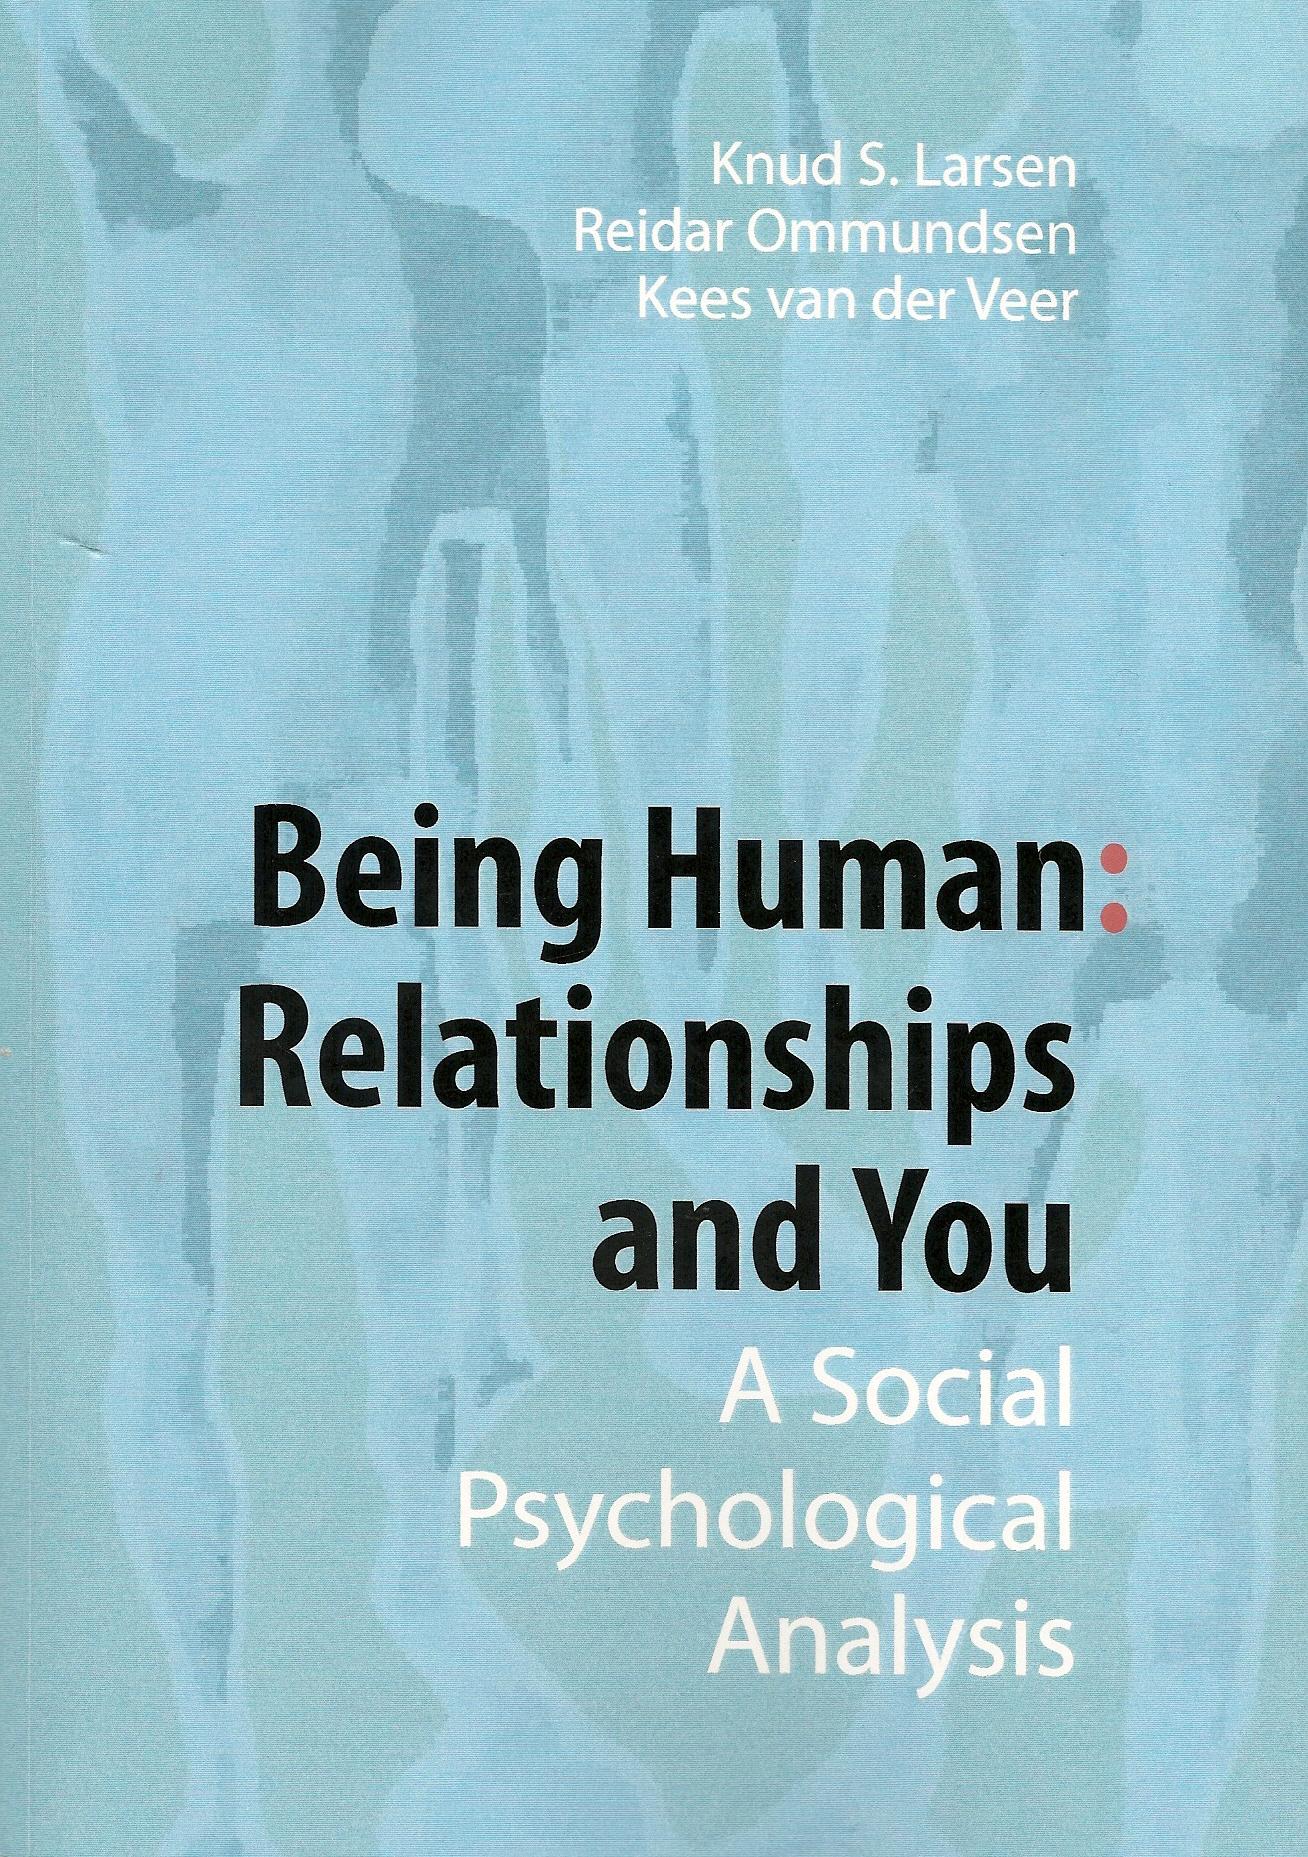 Knud S. Larsen
Reidar Ommundsen
Kees van der Veer
Being Human:
Relationships
and You
A Social
Psychological
Analysis